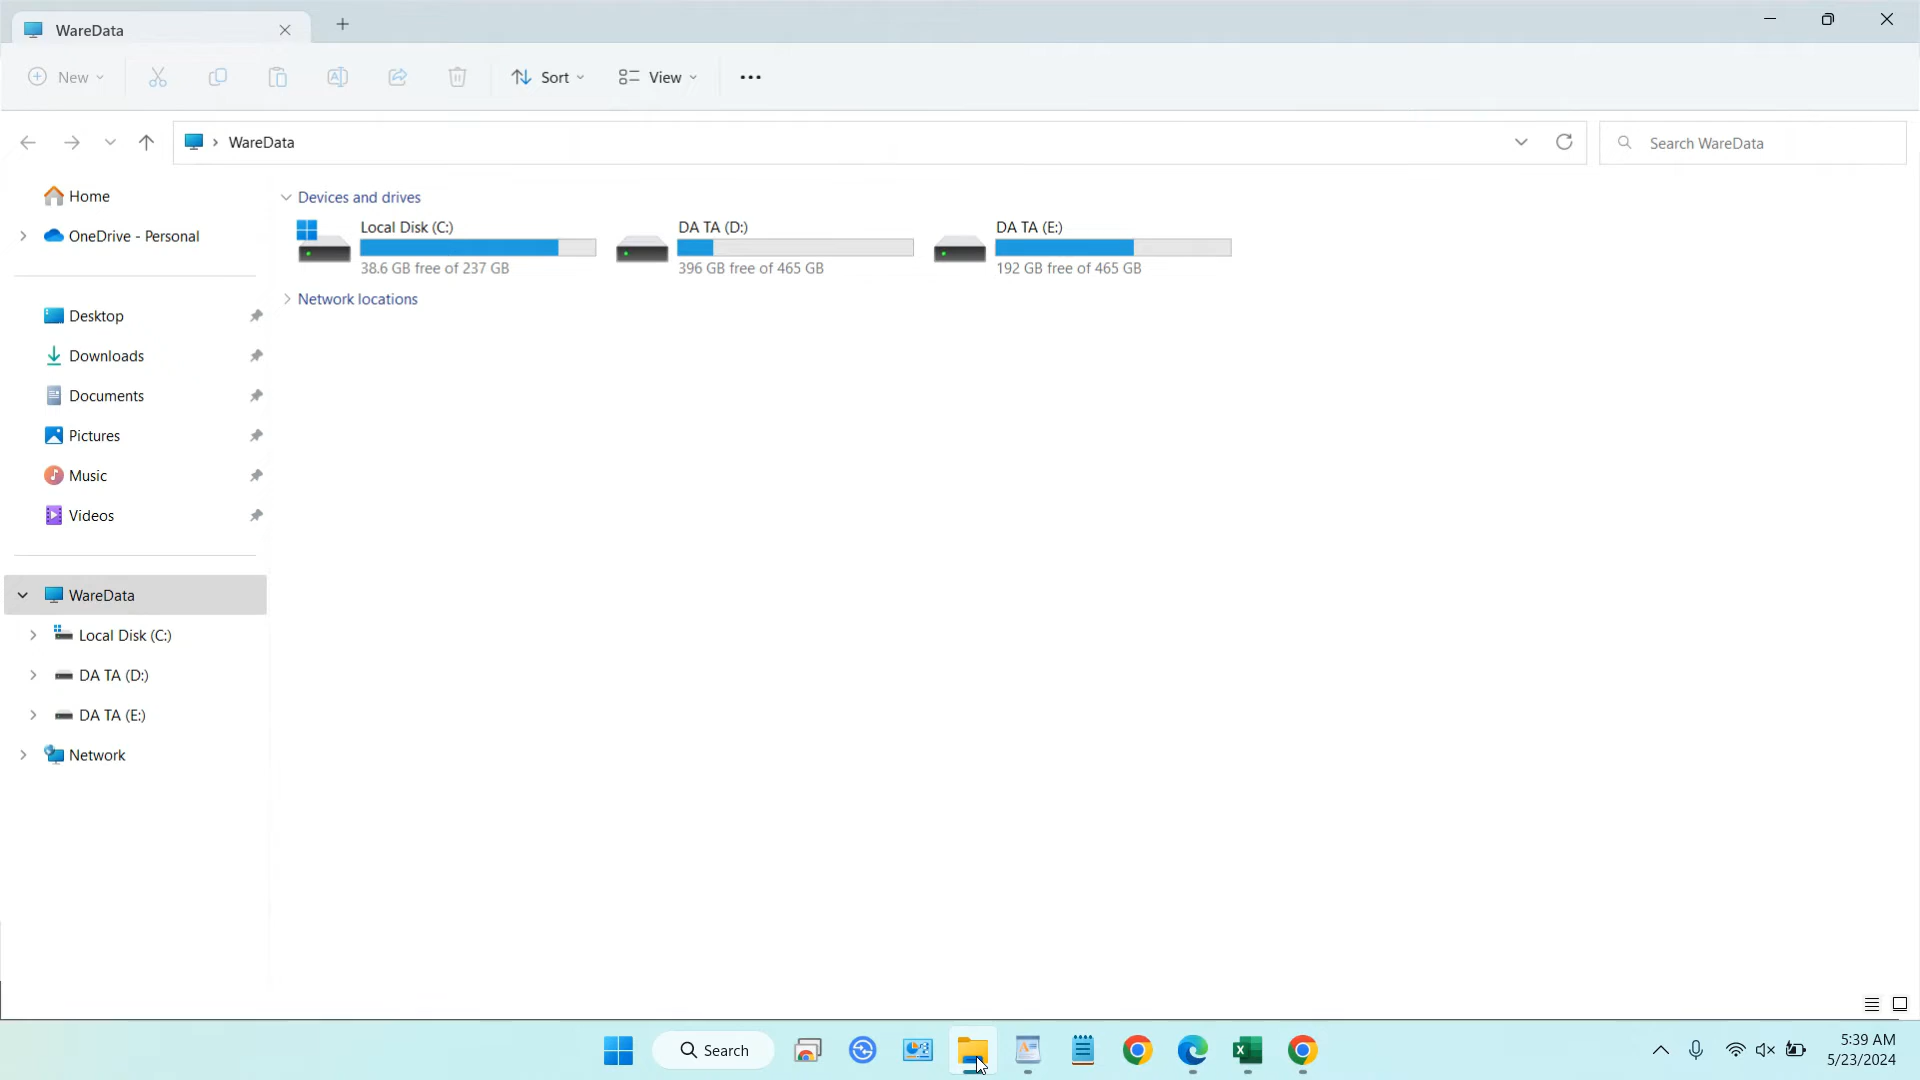 WareData
New
Sort
View
WareData
Search WareData
Home
OneDrive - Personal
Desktop
Downloads
Documents
Pictures
Music
Videos
WareData
Local Disk (C:)
DA TA (D:)
DA TA (E:)
Network
Devices and drives
Local Disk (C:)
38.6 GB free of 237 GB
DA TA (D:)
396 GB free of 465 GB
DA TA (E:)
192 GB free of 465 GB
Network locations
Search
5:39 AM
5/23/2024